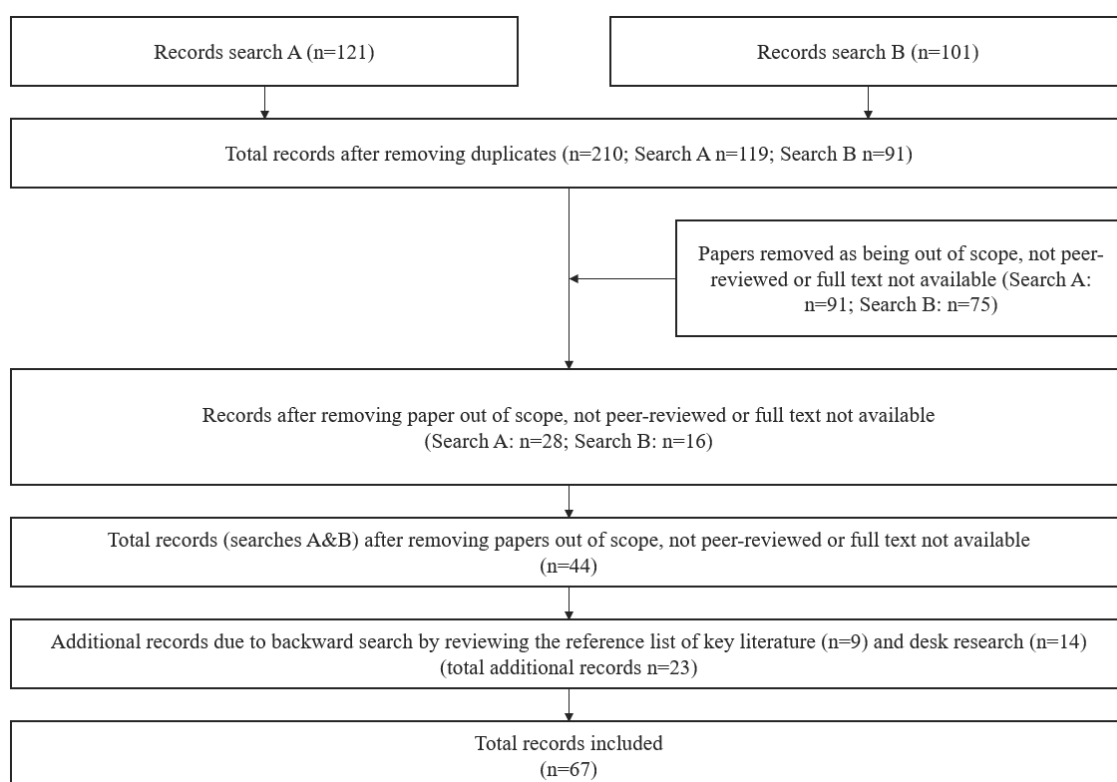 Records search A (n=121)
Records search B (n=101)
Total records after removing duplicates (n=210; Search A n=119; Search B n=91)
Papers removed as being out of scope, not peer-
reviewed or full text not available (Search A:
n=91; Search B: n=75)
Records after removing paper out of scope, not peer-reviewed or full text not available
(Search A: n=28; Search B: n=16)
Total records (searches A&B) after removing papers out of scope, not peer-reviewed or full text not available
(n=44)
Additional records due to backward search by reviewing the reference list of key literature (n=9) and desk research (n=14)
(total additional records n=23)
Total records included
(n=67)